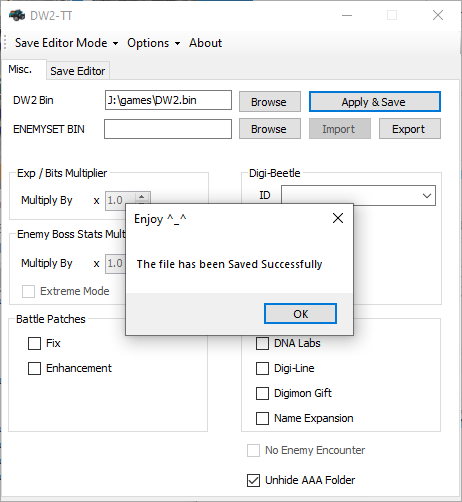 DW2-TT
Save Editor Mode Options About
Misc. Save Editor
DW2 Bin J:\games\DW2.bin Browse Apply & Save
ENEMYSET BIN Browse Import Export
Exp / Bits Multiplier Digi-Beetle
Multiply By x 1.0 ID
Enjoy ^_^
Enemy Boss Stats Mult
The file has been Saved Successfully
Multiply By x 1.0
Extreme Mode
OK
Battle Patches
Fix DNA Labs
Enhancement Digi-Line
Digimon Gift
Name Expansion
No Enemy Encounter
Unhide AAA Folder